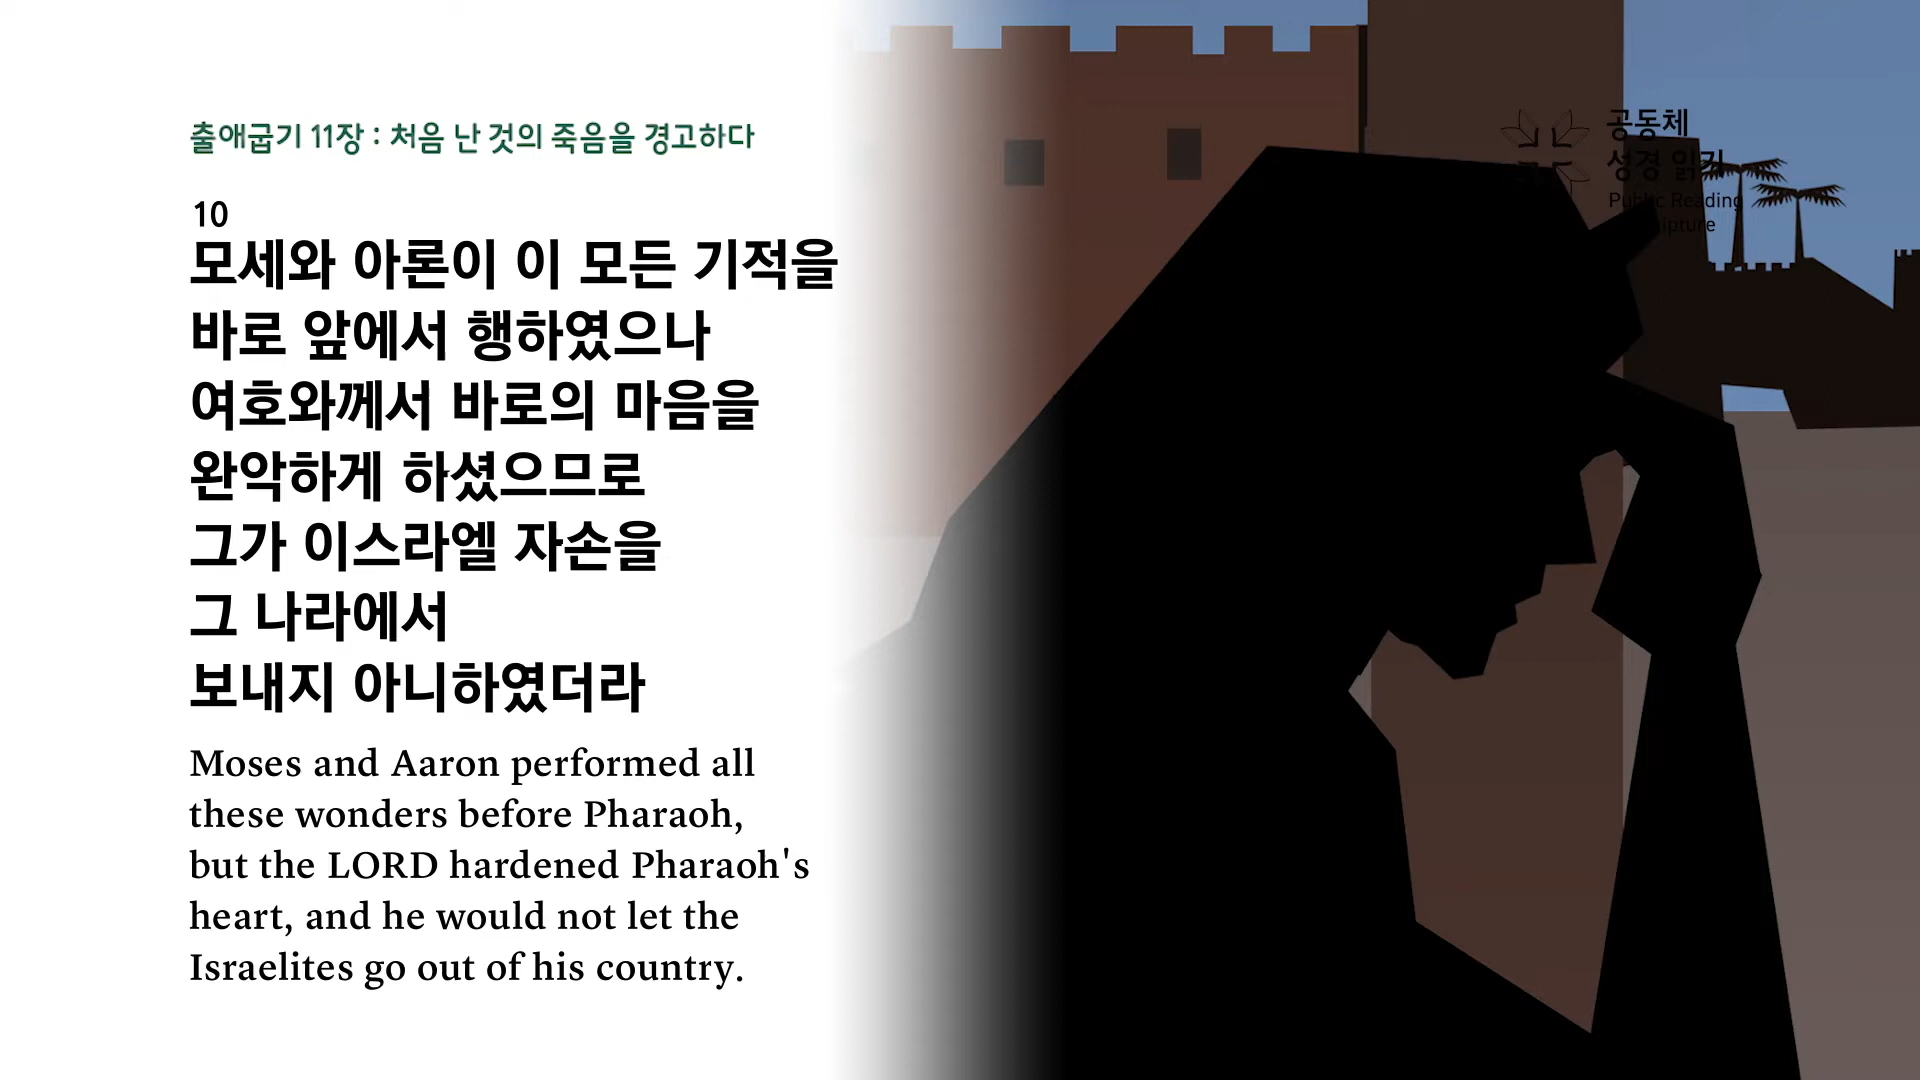 출애굽기 11장 : 처음 난 것의 죽음을 경고하다
10
모세와 아론이 이 모든 기적을
바로 앞에서 행하였으나
여호와께서 바로의 마음을
완악하게 하셨으므로
그가 이스라엘 자손을
그 나라에서
보내지 아니하였더라
Moses and Aaron performed all
these wonders before Pharaoh,
but the LORD hardened Pharaoh's
heart, and he would not let the
Israelites go out of his country.
공동체
성경 읽기
Public Reading